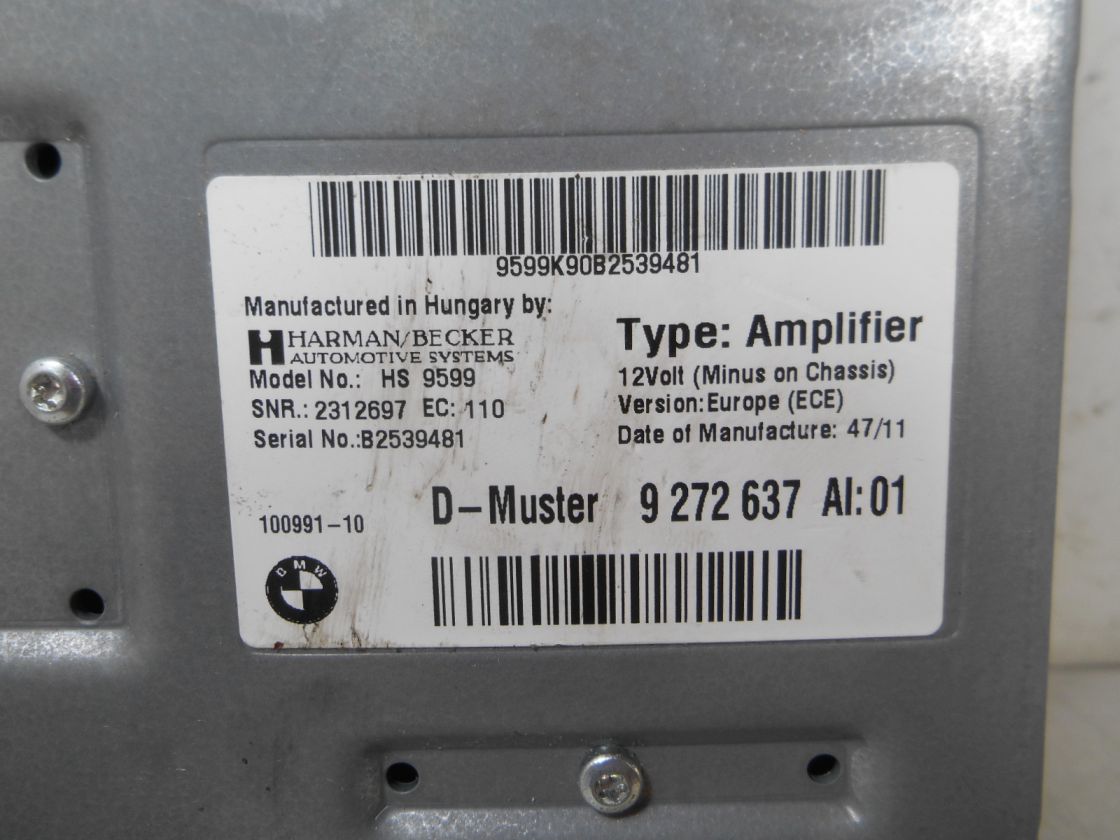 9599K90B2539481
Manufactured in Hungary by:
HARMAN/BECKER
AUTOMOTIVE SYSTEMS
Model No.: HS 9599
SNR.: 2312697 EC: 110
Serial No.:B2539481
Type: Amplifier
12Volt (Minus on Chassis)
Version:Europe (ECE)
Date of Manufacture: 47/11
D-Muster 9 272 637 AI:01
100991-10
BMW